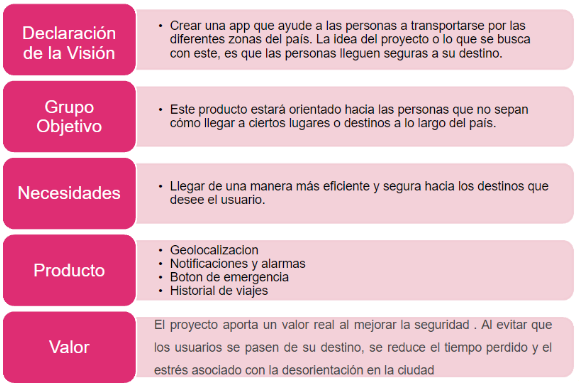 Declaración
de la Visión
• Crear una app que ayude a las personas a transportarse por las
diferentes zonas del país. La idea del proyecto o lo que se busca
con este, es que las personas lleguen seguras a su destino.
Grupo
Objetivo
• Este producto estará orientado hacia las personas que no sepan
cómo llegar a ciertos lugares o destinos a lo largo del país.
Necesidades
• Llegar de una manera más eficiente y segura hacia los destinos que
desee el usuario.
Producto
• Geolocalizacion
• Notificaciones y alarmas
• Boton de emergencia
• Historial de viajes
Valor
El proyecto aporta un valor real al mejorar la seguridad . Al evitar que
los usuarios se pasen de su destino, se reduce el tiempo perdido y el
estrés asociado con la desorientación en la ciudad